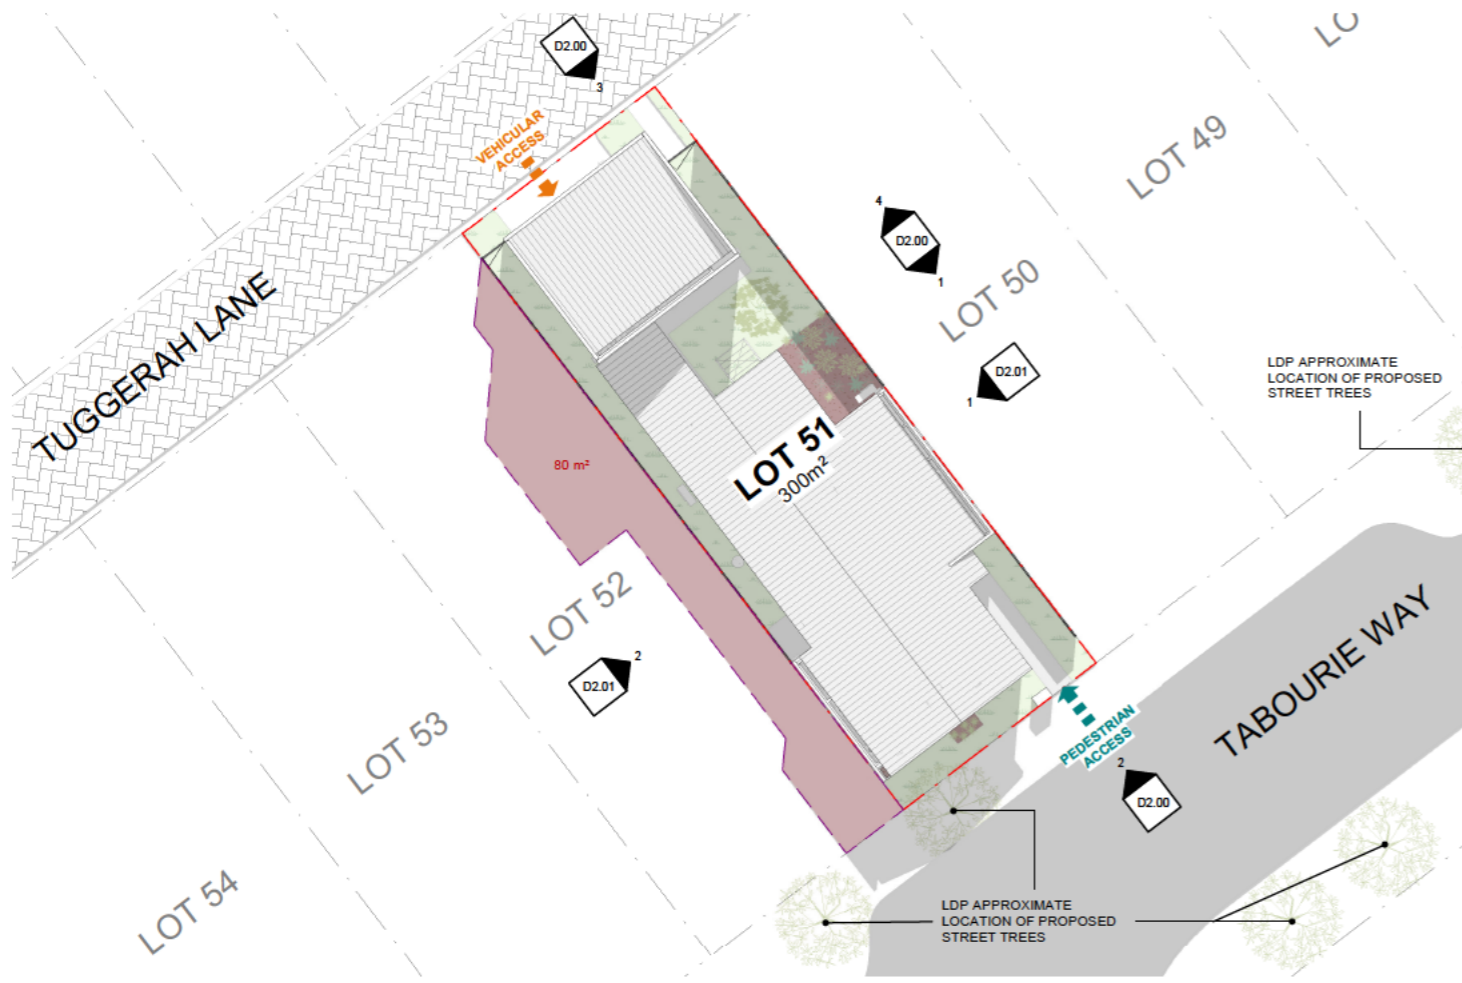 LO
D2.00
3
VEHICULAR
ACCESS
LOT 49
4
D2.00
1
LOT 50
TUGGERAH LANE
D2.01
1
LDP APPROXIMATE
LOCATION OF PROPOSED
STREET TREES
80 m²
LOT 51
300m²
LOT 52
D2.01
2
TABOURIE WAY
LOT 53
PEDESTRIAN
ACCESS
2
D2.00
LOT 54
LDP APPROXIMATE
LOCATION OF PROPOSED
STREET TREES